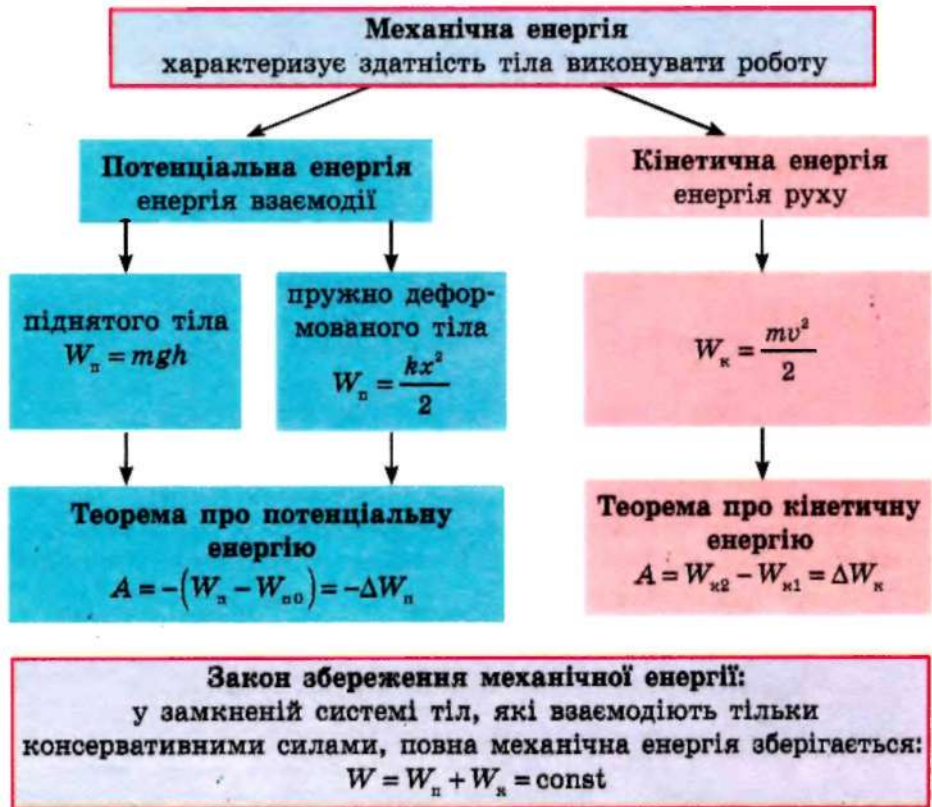 Механічна енергія
характеризує здатність тіла виконувати роботу
Потенціальна енергія
енергія взаємодії
Кінетична енергія
енергія руху
піднятого тіла
Wп = mgh
пружно дефор-
мованого тіла
Wп = kx²/2
Wк = mv²/2
Теорема про потенціальну
енергію
A = −(Wп − Wп0) = −ΔWп
Теорема про кінетичну
енергію
A = Wк2 − Wк1 = ΔWк
Закон збереження механічної енергії:
у замкненій системі тіл, які взаємодіють тільки
консервативними силами, повна механічна енергія зберігається:
W = Wп + Wк = const